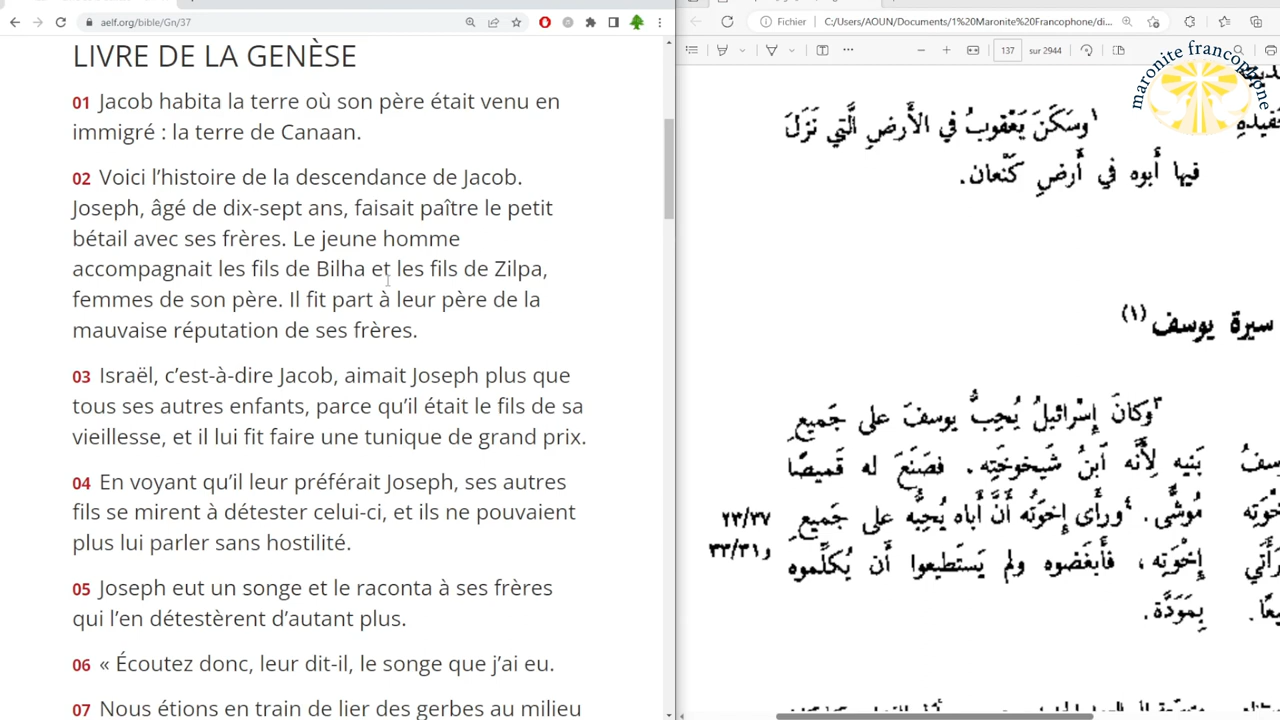 aelf.org/bible/Gn/37
LIVRE DE LA GENÈSE
01 Jacob habita la terre où son père était venu en
immigré : la terre de Canaan.
02 Voici l’histoire de la descendance de Jacob.
Joseph, âgé de dix-sept ans, faisait paître le petit
bétail avec ses frères. Le jeune homme
accompagnait les fils de Bilha et les fils de Zilpa,
femmes de son père. Il fit part à leur père de la
mauvaise réputation de ses frères.
03 Israël, c’est-à-dire Jacob, aimait Joseph plus que
tous ses autres enfants, parce qu’il était le fils de sa
vieillesse, et il lui fit faire une tunique de grand prix.
04 En voyant qu’il leur préférait Joseph, ses autres
fils se mirent à détester celui-ci, et ils ne pouvaient
plus lui parler sans hostilité.
05 Joseph eut un songe et le raconta à ses frères
qui l’en détestèrent d’autant plus.
06 « Écoutez donc, leur dit-il, le songe que j’ai eu.
07 Nous étions en train de lier des gerbes au milieu
Fichier C:/Users/AOUN/Documents/1%20Maronite%20Francophone/di...
137 sur 2944
maronite francophone
١وسَكَنَ يَعْقوبُ في الأَرضِ الَّتي نَزَلَ
فيها أَبوه في أَرضِ كَنْعان.
سيرة يوسف (١)
٣وكانَ إِسْرائيلُ يُحِبُّ يوسفَ على جَميعِ
بَنيه لِأَنَّه ٱبنُ شَيخوخَتِه. فصَنَعَ له قَميصًا
مُوشًّى. ٤ورأَى إِخوَتُه أَنَّ أَباه يُحِبُّه على جَميعِ
إِخْوَتِه، فأَبغَضوه ولم يَستَطيعوا أَن يُكَلِّموه
بِمَوَدَّة.
٢٣/٣٧
و٣٣/٣١